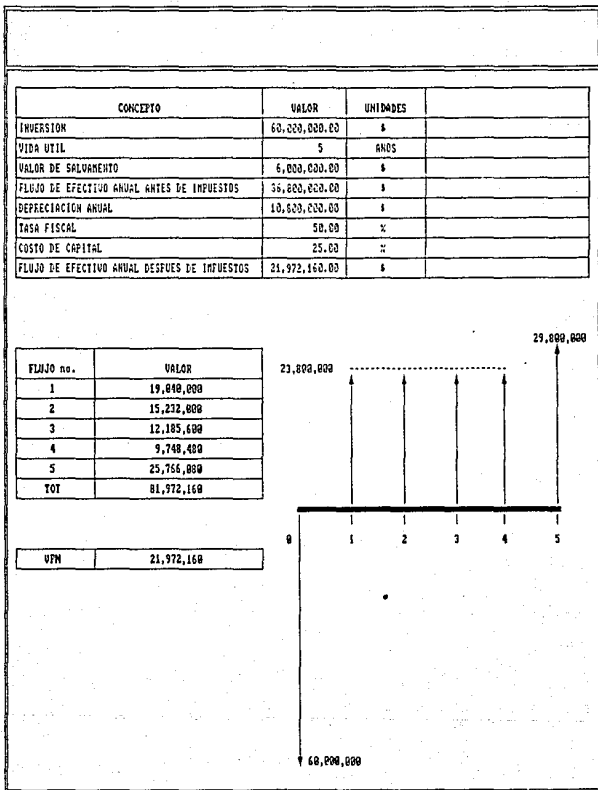 CONCEPTO VALOR UNIDADES
INVERSION 60,000,000.00 $
VIDA UTIL 5 ANOS
VALOR DE SALVAMENTO 6,000,000.00 $
FLUJO DE EFECTIVO ANUAL ANTES DE IMPUESTOS 36,800,000.00 $
DEPRECIACION ANUAL 10,800,000.00 $
TASA FISCAL 50.00 %
COSTO DE CAPITAL 25.00 %
FLUJO DE EFECTIVO ANUAL DESPUES DE IMPUESTOS 21,972,160.00 $
29,800,000
23,800,000
FLUJO no. VALOR
1 19,040,000
2 15,232,000
3 12,185,600
4 9,748,480
5 25,766,080
TOT 81,972,160
0 1 2 3 4 5
VPN 21,972,160
60,000,000